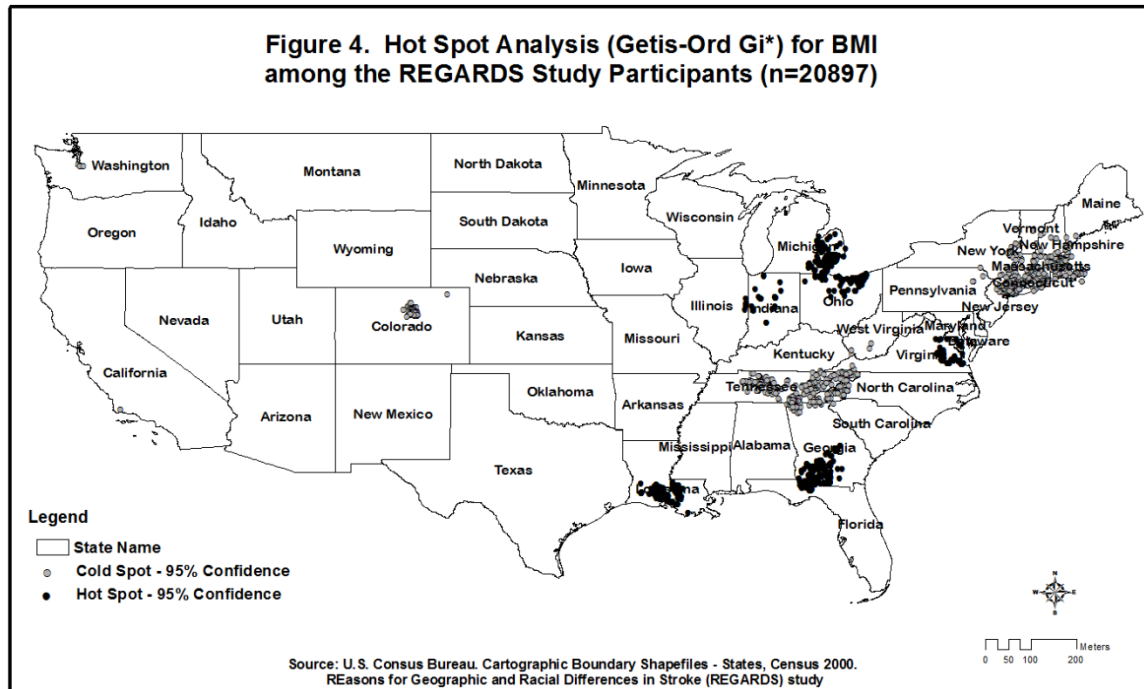 Figure 4.  Hot Spot Analysis (Getis-Ord Gi*) for BMI
among the REGARDS Study Participants (n=20897)
Washington
Montana
North Dakota
Minnesota
Maine
Oregon
Idaho
South Dakota
Wisconsin
Michigan
Vermont
New York
New Hampshire
Wyoming
Massachusetts
Iowa
Nebraska
Pennsylvania
Connecticut
Nevada
Utah
Colorado
Illinois
Indiana
Ohio
New Jersey
Kansas
Missouri
West Virginia
Maryland
Delaware
California
Kentucky
Virginia
Arizona
New Mexico
Oklahoma
Arkansas
Tennessee
North Carolina
South Carolina
Texas
Mississippi
Alabama
Georgia
Louisiana
Florida
Legend
State Name
Cold Spot - 95% Confidence
Hot Spot - 95% Confidence
N
W E
S
Meters
0 50 100 200
Source: U.S. Consus Bureau. Cartographic Boundary Shapefiles - States, Census 2000.
REasons for Geographic and Racial Differences in Stroke (REGARDS) study